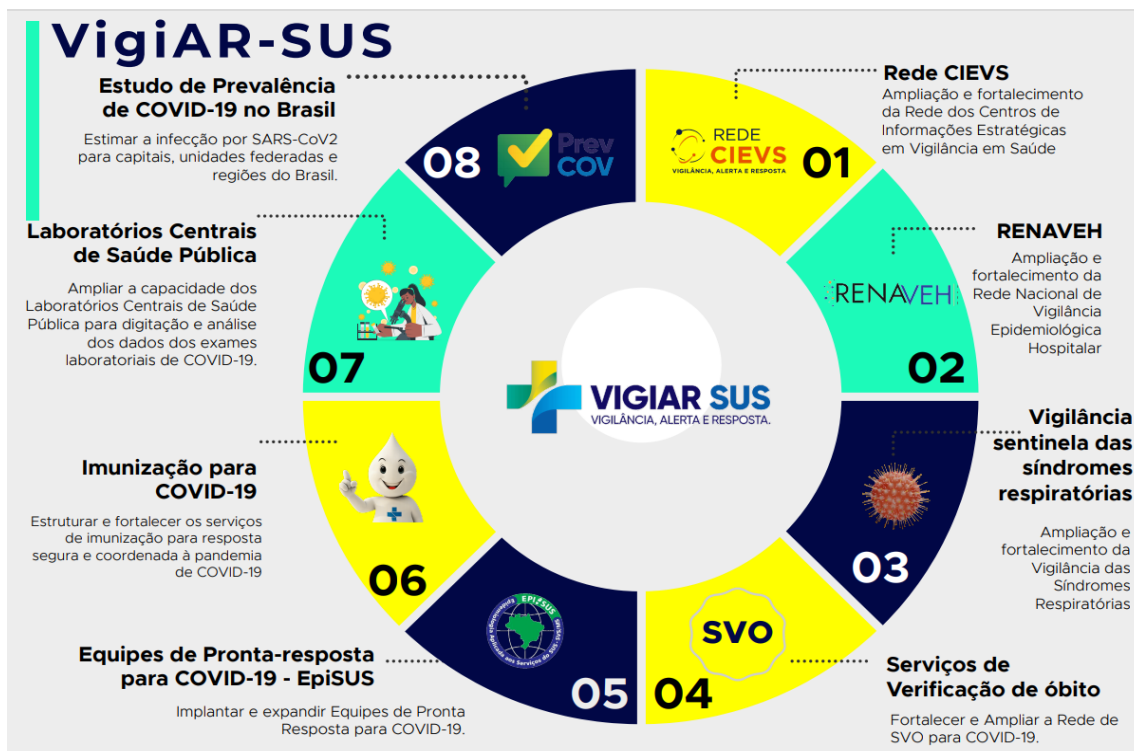 VigiAR-SUS
Estudo de Prevalência
de COVID-19 no Brasil
Estimar a infecção por SARS-CoV2
para capitais, unidades federadas e
regiões do Brasil.
08
Prev
COV
REDE
CIEVS
VIGILÂNCIA, ALERTA E RESPOSTA
01
Rede CIEVS
Ampliação e fortalecimento
da Rede dos Centros de
Informações Estratégicas
em Vigilância em Saúde
RENAVEH
02
RENAVEH
Ampliação e
fortalecimento da
Rede Nacional de
Vigilância
Epidemiológica
Hospitalar
Vigilância
sentinela das
síndromes
respiratórias
Ampliação e
fortalecimento da
Vigilância das
Síndromes
Respiratórias
03
SVO
04
Serviços de
Verificação de óbito
Fortalecer e Ampliar a Rede de
SVO para COVID-19.
EPISUS
Epidemiologia Aplicada aos Serviços do SUS
05
Equipes de Pronta-resposta
para COVID-19 - EpiSUS
Implantar e expandir Equipes de Pronta
Resposta para COVID-19.
06
Imunização para
COVID-19
Estruturar e fortalecer os serviços
de imunização para resposta
segura e coordenada à pandemia
de COVID-19
07
Laboratórios Centrais
de Saúde Pública
Ampliar a capacidade dos
Laboratórios Centrais de Saúde
Pública para digitação e análise
dos dados dos exames
laboratoriais de COVID-19.
VIGIAR SUS
VIGILÂNCIA, ALERTA E RESPOSTA.